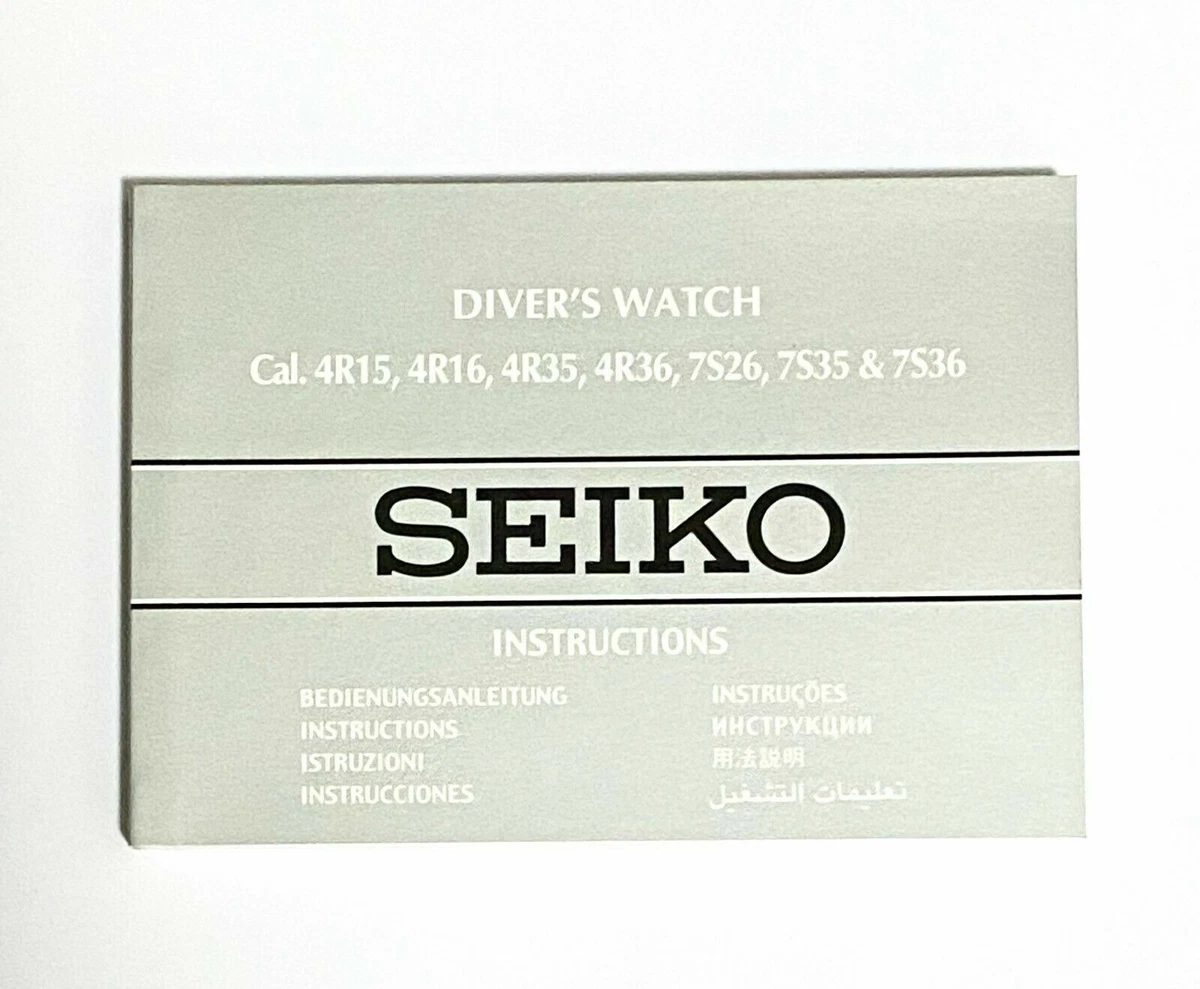 DIVER'S WATCH
Cal. 4R15, 4R16, 4R35, 4R36, 7S26, 7S35 & 7S36
SEIKO
INSTRUCTIONS
BEDIENUNGSANLEITUNG
INSTRUCTIONS
ISTRUZIONI
INSTRUCCIONES
INSTRUÇÕES
ИНСТРУКЦИИ
用法説明
تعليمات التشغيل